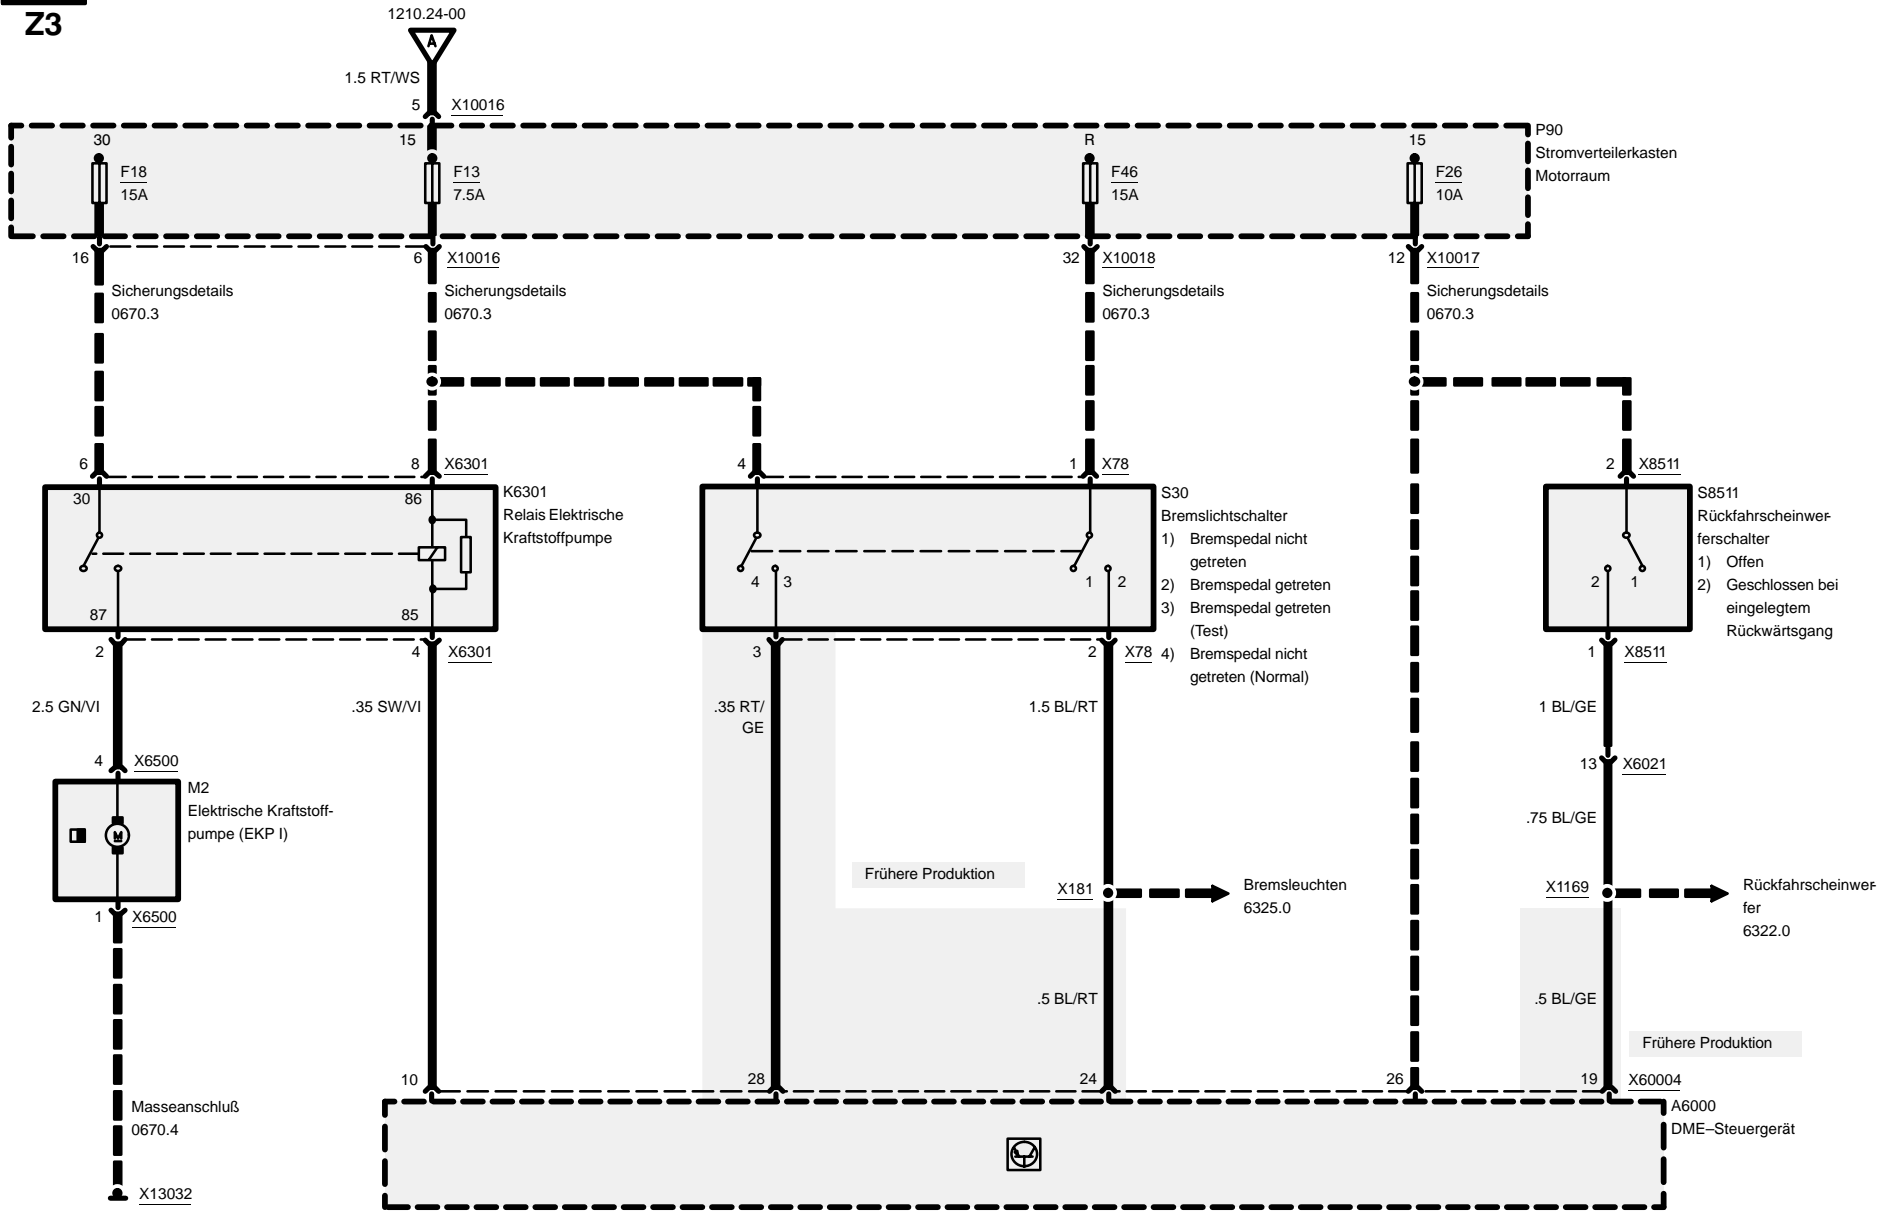 Z3
1210.24-00
A
1.5 RT/WS
5 X10016
30 15 R 15
F18 F13 F46 F26
15A 7.5A 15A 10A
P90
Stromverteilerkasten
Motorraum
16 6 X10016 32 X10018 12 X10017
Sicherungsdetails Sicherungsdetails Sicherungsdetails Sicherungsdetails
0670.3 0670.3 0670.3 0670.3
6 8 X6301 4 1 X78 2 X8511
30 86
87 85
K6301
Relais Elektrische
Kraftstoffpumpe
4 3 1 2
S30
Bremslichtschalter
1) Bremspedal nicht
getreten
2) Bremspedal getreten
3) Bremspedal getreten
(Test)
4) Bremspedal nicht
getreten (Normal)
2 1
S8511
Rückfahrscheinwer-
ferschalter
1) Offen
2) Geschlossen bei
eingelegtem
Rückwärtsgang
2 4 X6301 3 2 X78 1 X8511
2.5 GN/VI .35 SW/VI .35 RT/
GE
1.5 BL/RT 1 BL/GE
4 X6500
M2
Elektrische Kraftstoff-
pumpe (EKP I)
M
13 X6021
.75 BL/GE
1 X6500
Frühere Produktion
X181
Bremsleuchten
6325.0
X1169
Rückfahrscheinwer-
fer
6322.0
.5 BL/RT .5 BL/GE
Frühere Produktion
10 28 24 26 19 X60004
Masseanschluß
0670.4
X13032
A6000
DME–Steuergerät